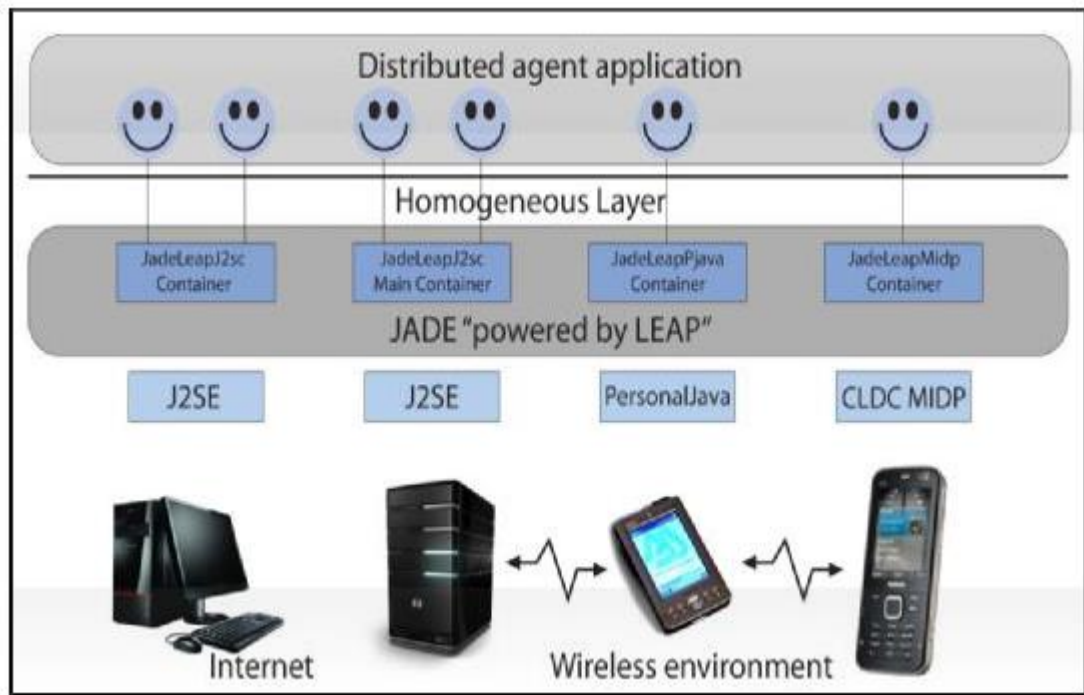 Distributed agent application
Homogeneous Layer
JadeLeapJ2sc
Container
JadeLeapJ2sc
Main Container
JadeLeapPjava
Container
JadeLeapMidp
Container
JADE “powered by LEAP”
J2SE
J2SE
PersonalJava
CLDC MIDP
Internet
Wireless environment